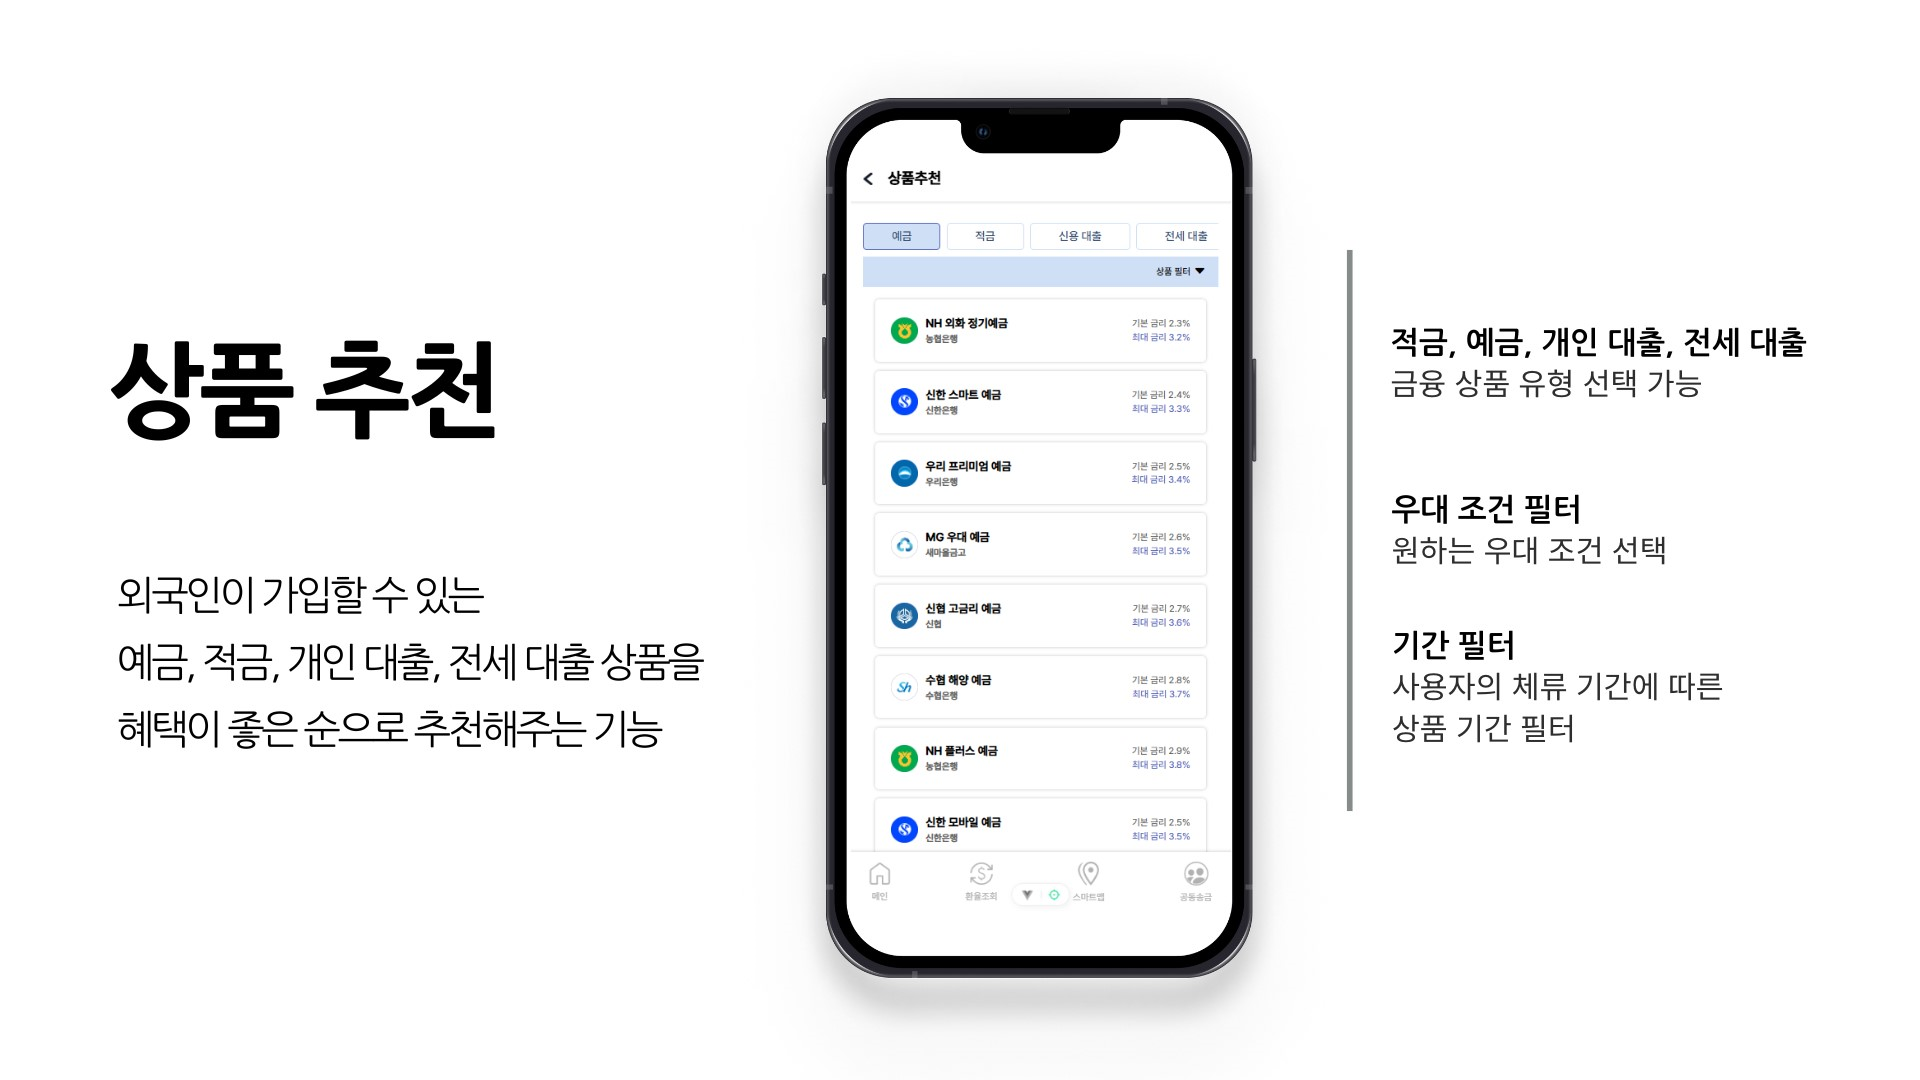 상품 추천
외국인이 가입할 수 있는
예금, 적금, 개인 대출, 전세 대출 상품을
혜택이 좋은 순으로 추천해주는 기능
상품추천
예금
적금
신용 대출
전세 대출
상품 필터
NH 외화 정기예금
농협은행
기본 금리 2.3%
최대 금리 3.2%
신한 스마트 예금
신한은행
기본 금리 2.4%
최대 금리 3.3%
우리 프리미엄 예금
우리은행
기본 금리 2.5%
최대 금리 3.4%
MG 우대 예금
새마을금고
기본 금리 2.6%
최대 금리 3.5%
신협 고금리 예금
신협
기본 금리 2.7%
최대 금리 3.6%
Sh
수협 해양 예금
수협은행
기본 금리 2.8%
최대 금리 3.7%
NH 플러스 예금
농협은행
기본 금리 2.9%
최대 금리 3.8%
신한 모바일 예금
신한은행
기본 금리 2.5%
최대 금리 3.5%
메인
환율조회
스마트맵
공동송금
적금, 예금, 개인 대출, 전세 대출
금융 상품 유형 선택 가능
우대 조건 필터
원하는 우대 조건 선택
기간 필터
사용자의 체류 기간에 따른
상품 기간 필터